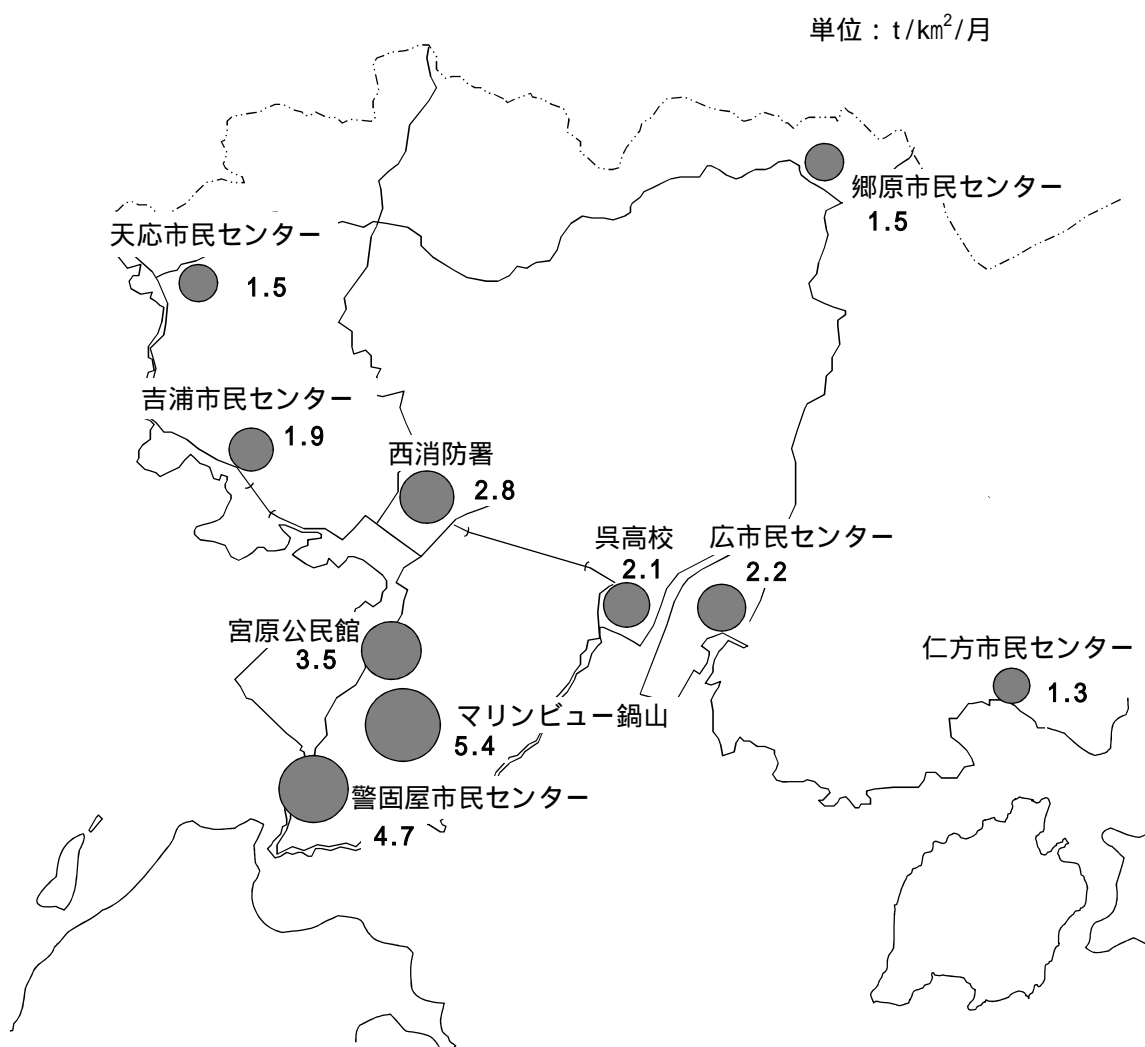 単位：t/km²/月
郷原市民センター
1.5
天応市民センター
1.5
吉浦市民センター
1.9
西消防署
2.8
呉高校
2.1
広市民センター
2.2
宮原公民館
3.5
仁方市民センター
1.3
マリンビュー鍋山
5.4
警固屋市民センター
4.7